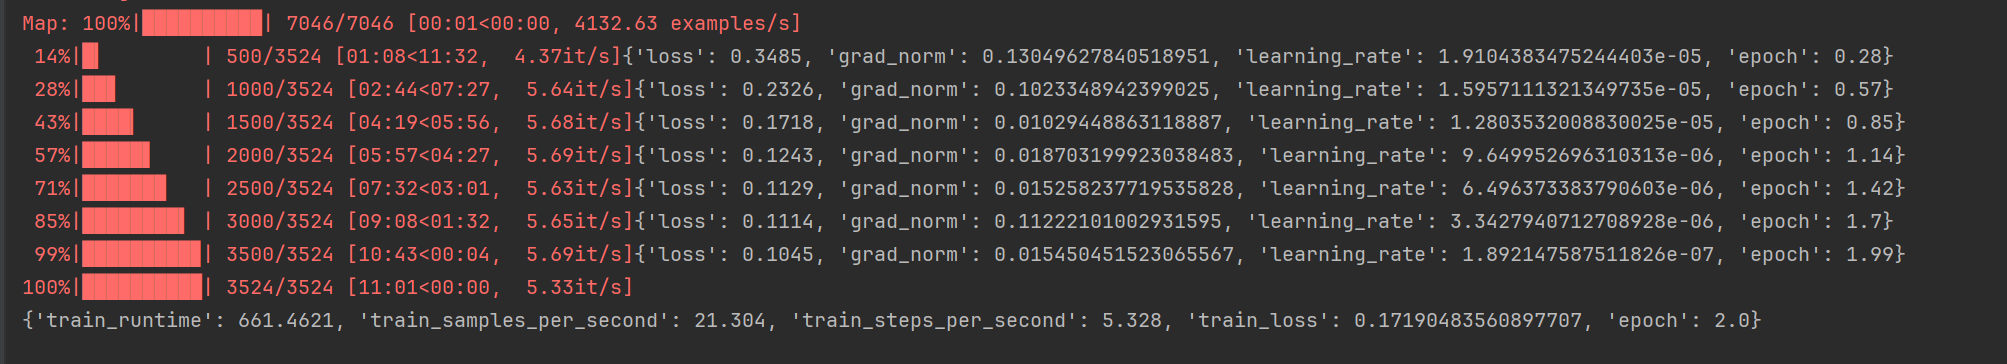 Map: 100%|██████████| 7046/7046 [00:01<00:00, 4132.63 examples/s]
14%|█▍        | 500/3524 [01:08<11:32,  4.37it/s]{'loss': 0.3485, 'grad_norm': 0.13049627840518951, 'learning_rate': 1.9104383475244403e-05, 'epoch': 0.28}
28%|██▊       | 1000/3524 [02:44<07:27,  5.64it/s]{'loss': 0.2326, 'grad_norm': 0.1023348942399025, 'learning_rate': 1.5957111321349735e-05, 'epoch': 0.57}
43%|████▎     | 1500/3524 [04:19<05:56,  5.68it/s]{'loss': 0.1718, 'grad_norm': 0.01029448863118887, 'learning_rate': 1.2803532008830025e-05, 'epoch': 0.85}
57%|█████▋    | 2000/3524 [05:57<04:27,  5.69it/s]{'loss': 0.1243, 'grad_norm': 0.018703199923038483, 'learning_rate': 9.649952696310313e-06, 'epoch': 1.14}
71%|███████   | 2500/3524 [07:32<03:01,  5.63it/s]{'loss': 0.1129, 'grad_norm': 0.015258237719535828, 'learning_rate': 6.496373383790603e-06, 'epoch': 1.42}
85%|████████▌ | 3000/3524 [09:08<01:32,  5.65it/s]{'loss': 0.1114, 'grad_norm': 0.11222101002931595, 'learning_rate': 3.3427940712708928e-06, 'epoch': 1.7}
99%|█████████▉| 3500/3524 [10:43<00:04,  5.69it/s]{'loss': 0.1045, 'grad_norm': 0.015450451523065567, 'learning_rate': 1.892147587511826e-07, 'epoch': 1.99}
100%|██████████| 3524/3524 [11:01<00:00,  5.33it/s]
{'train_runtime': 661.4621, 'train_samples_per_second': 21.304, 'train_steps_per_second': 5.328, 'train_loss': 0.17190483560897707, 'epoch': 2.0}